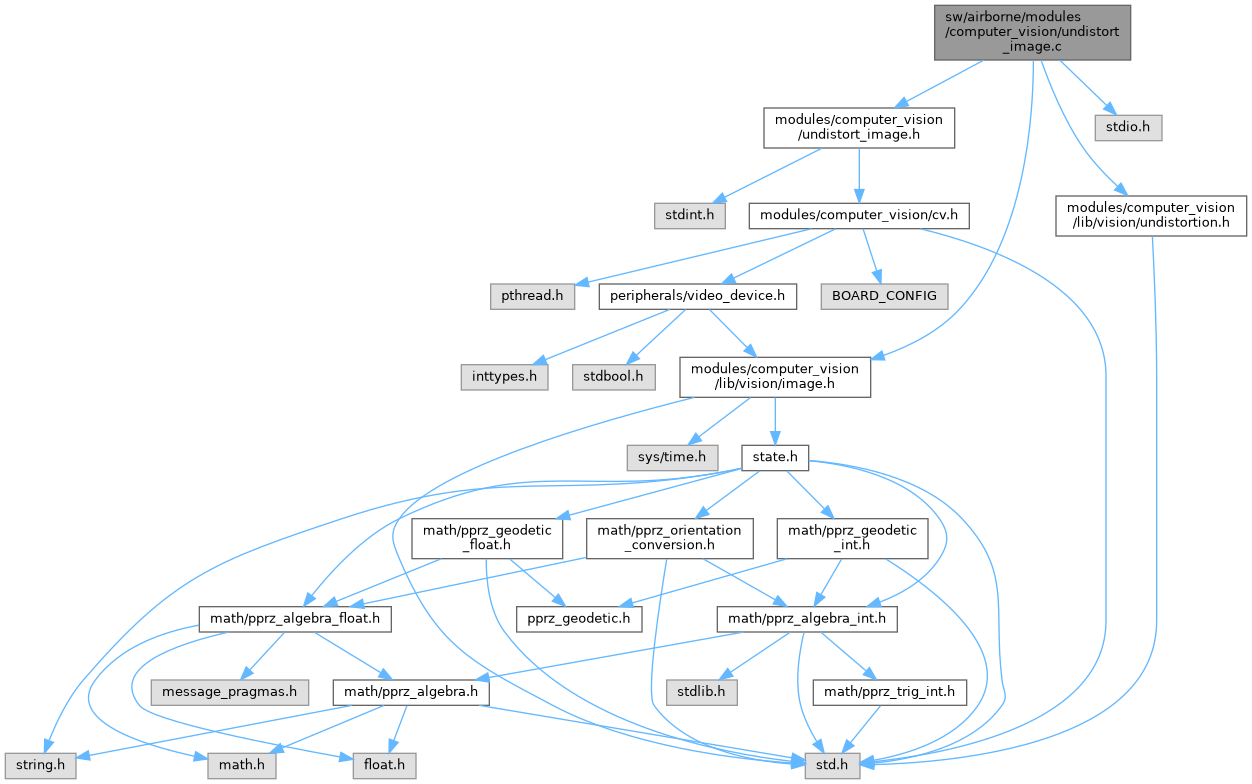 sw/airborne/modules
/computer_vision/undistort
_image.c
modules/computer_vision
/undistort_image.h
stdio.h
stdint.h
modules/computer_vision/cv.h
modules/computer_vision
/lib/vision/undistortion.h
pthread.h
peripherals/video_device.h
BOARD_CONFIG
inttypes.h
stdbool.h
modules/computer_vision
/lib/vision/image.h
sys/time.h
state.h
math/pprz_geodetic
_float.h
math/pprz_orientation
_conversion.h
math/pprz_geodetic
_int.h
math/pprz_algebra_float.h
pprz_geodetic.h
math/pprz_algebra_int.h
message_pragmas.h
math/pprz_algebra.h
stdlib.h
math/pprz_trig_int.h
string.h
math.h
float.h
std.h